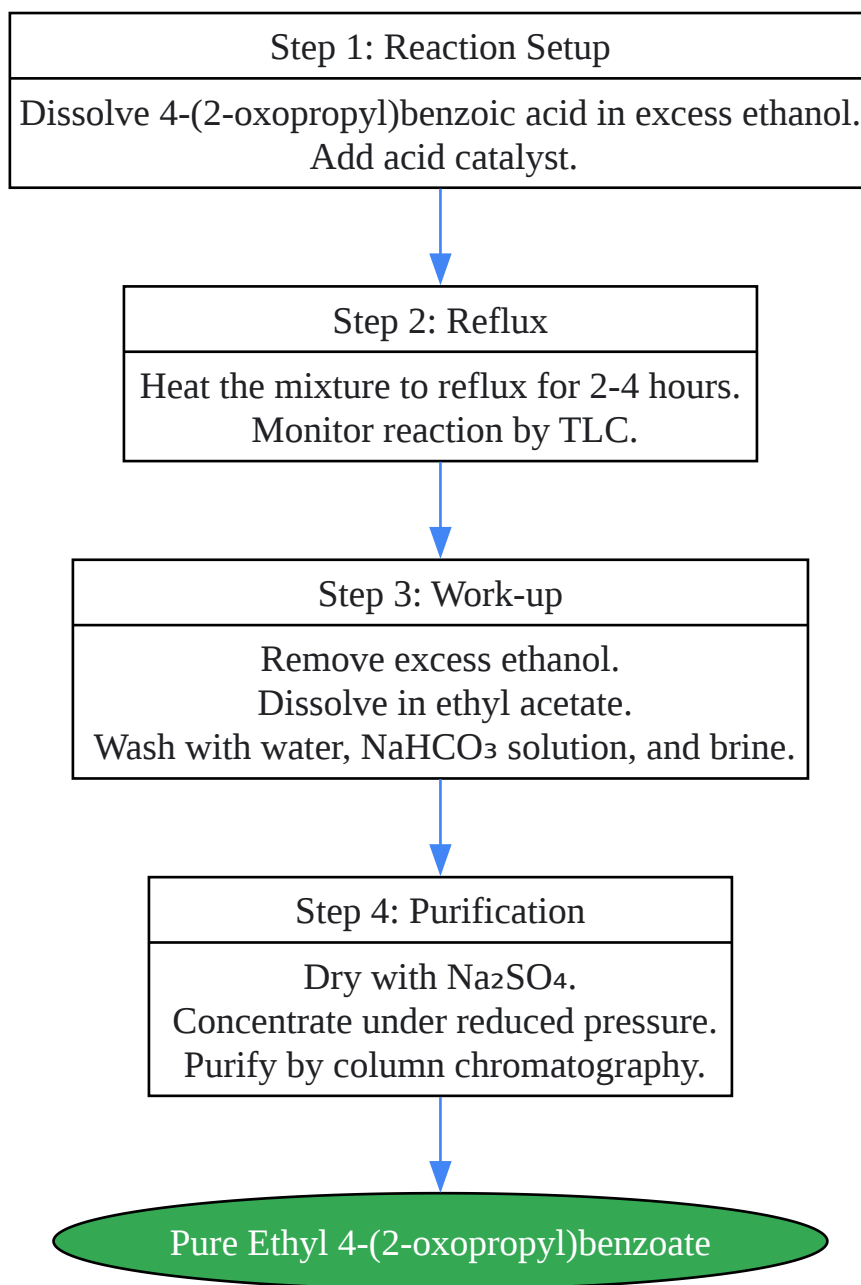 Step 1: Reaction Setup
Dissolve 4-(2-oxopropyl)benzoic acid in excess ethanol.
Add acid catalyst.
Step 2: Reflux
Heat the mixture to reflux for 2-4 hours.
Monitor reaction by TLC.
Step 3: Work-up
Remove excess ethanol.
Dissolve in ethyl acetate.
Wash with water, NaHCO₃ solution, and brine.
Step 4: Purification
Dry with Na₂SO₄.
Concentrate under reduced pressure.
Purify by column chromatography.
Pure Ethyl 4-(2-oxopropyl)benzoate